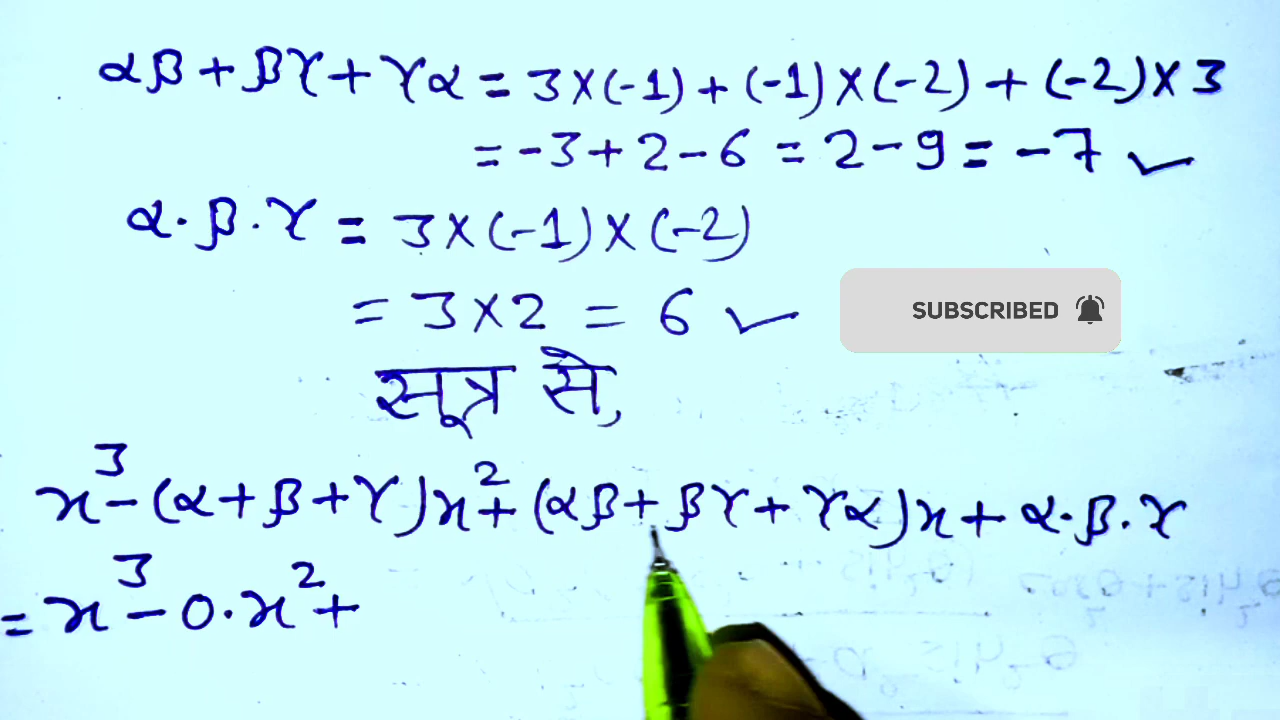 αβ + βγ + γα = 3×(-1) + (-1)×(-2) + (-2)×3
= -3 + 2 - 6 = 2 - 9 = -7 ✓
α·β·γ = 3×(-1)×(-2)
= 3×2 = 6 ✓
SUBSCRIBED
सूत्र से,
x³ - (α+β+γ)x² + (αβ+βγ+γα)x + α·β·γ
= x³ - 0·x² +